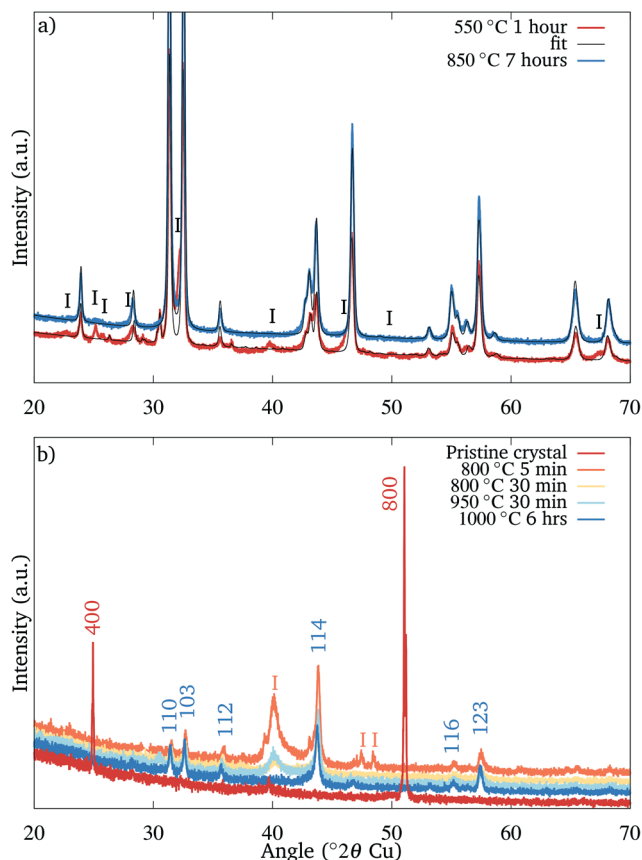 a)
550 °C 1 hour
fit
850 °C 7 hours
Intensity (a.u.)
I
I
I I I
I
I
I
I
20 30 40 50 60 70
b)
Pristine crystal
800 °C 5 min
800 °C 30 min
950 °C 30 min
1000 °C 6 hrs
Intensity (a.u.)
800
400
114
I
110
103
112
I I
116
123
20 30 40 50 60 70
Angle (°2θ Cu)